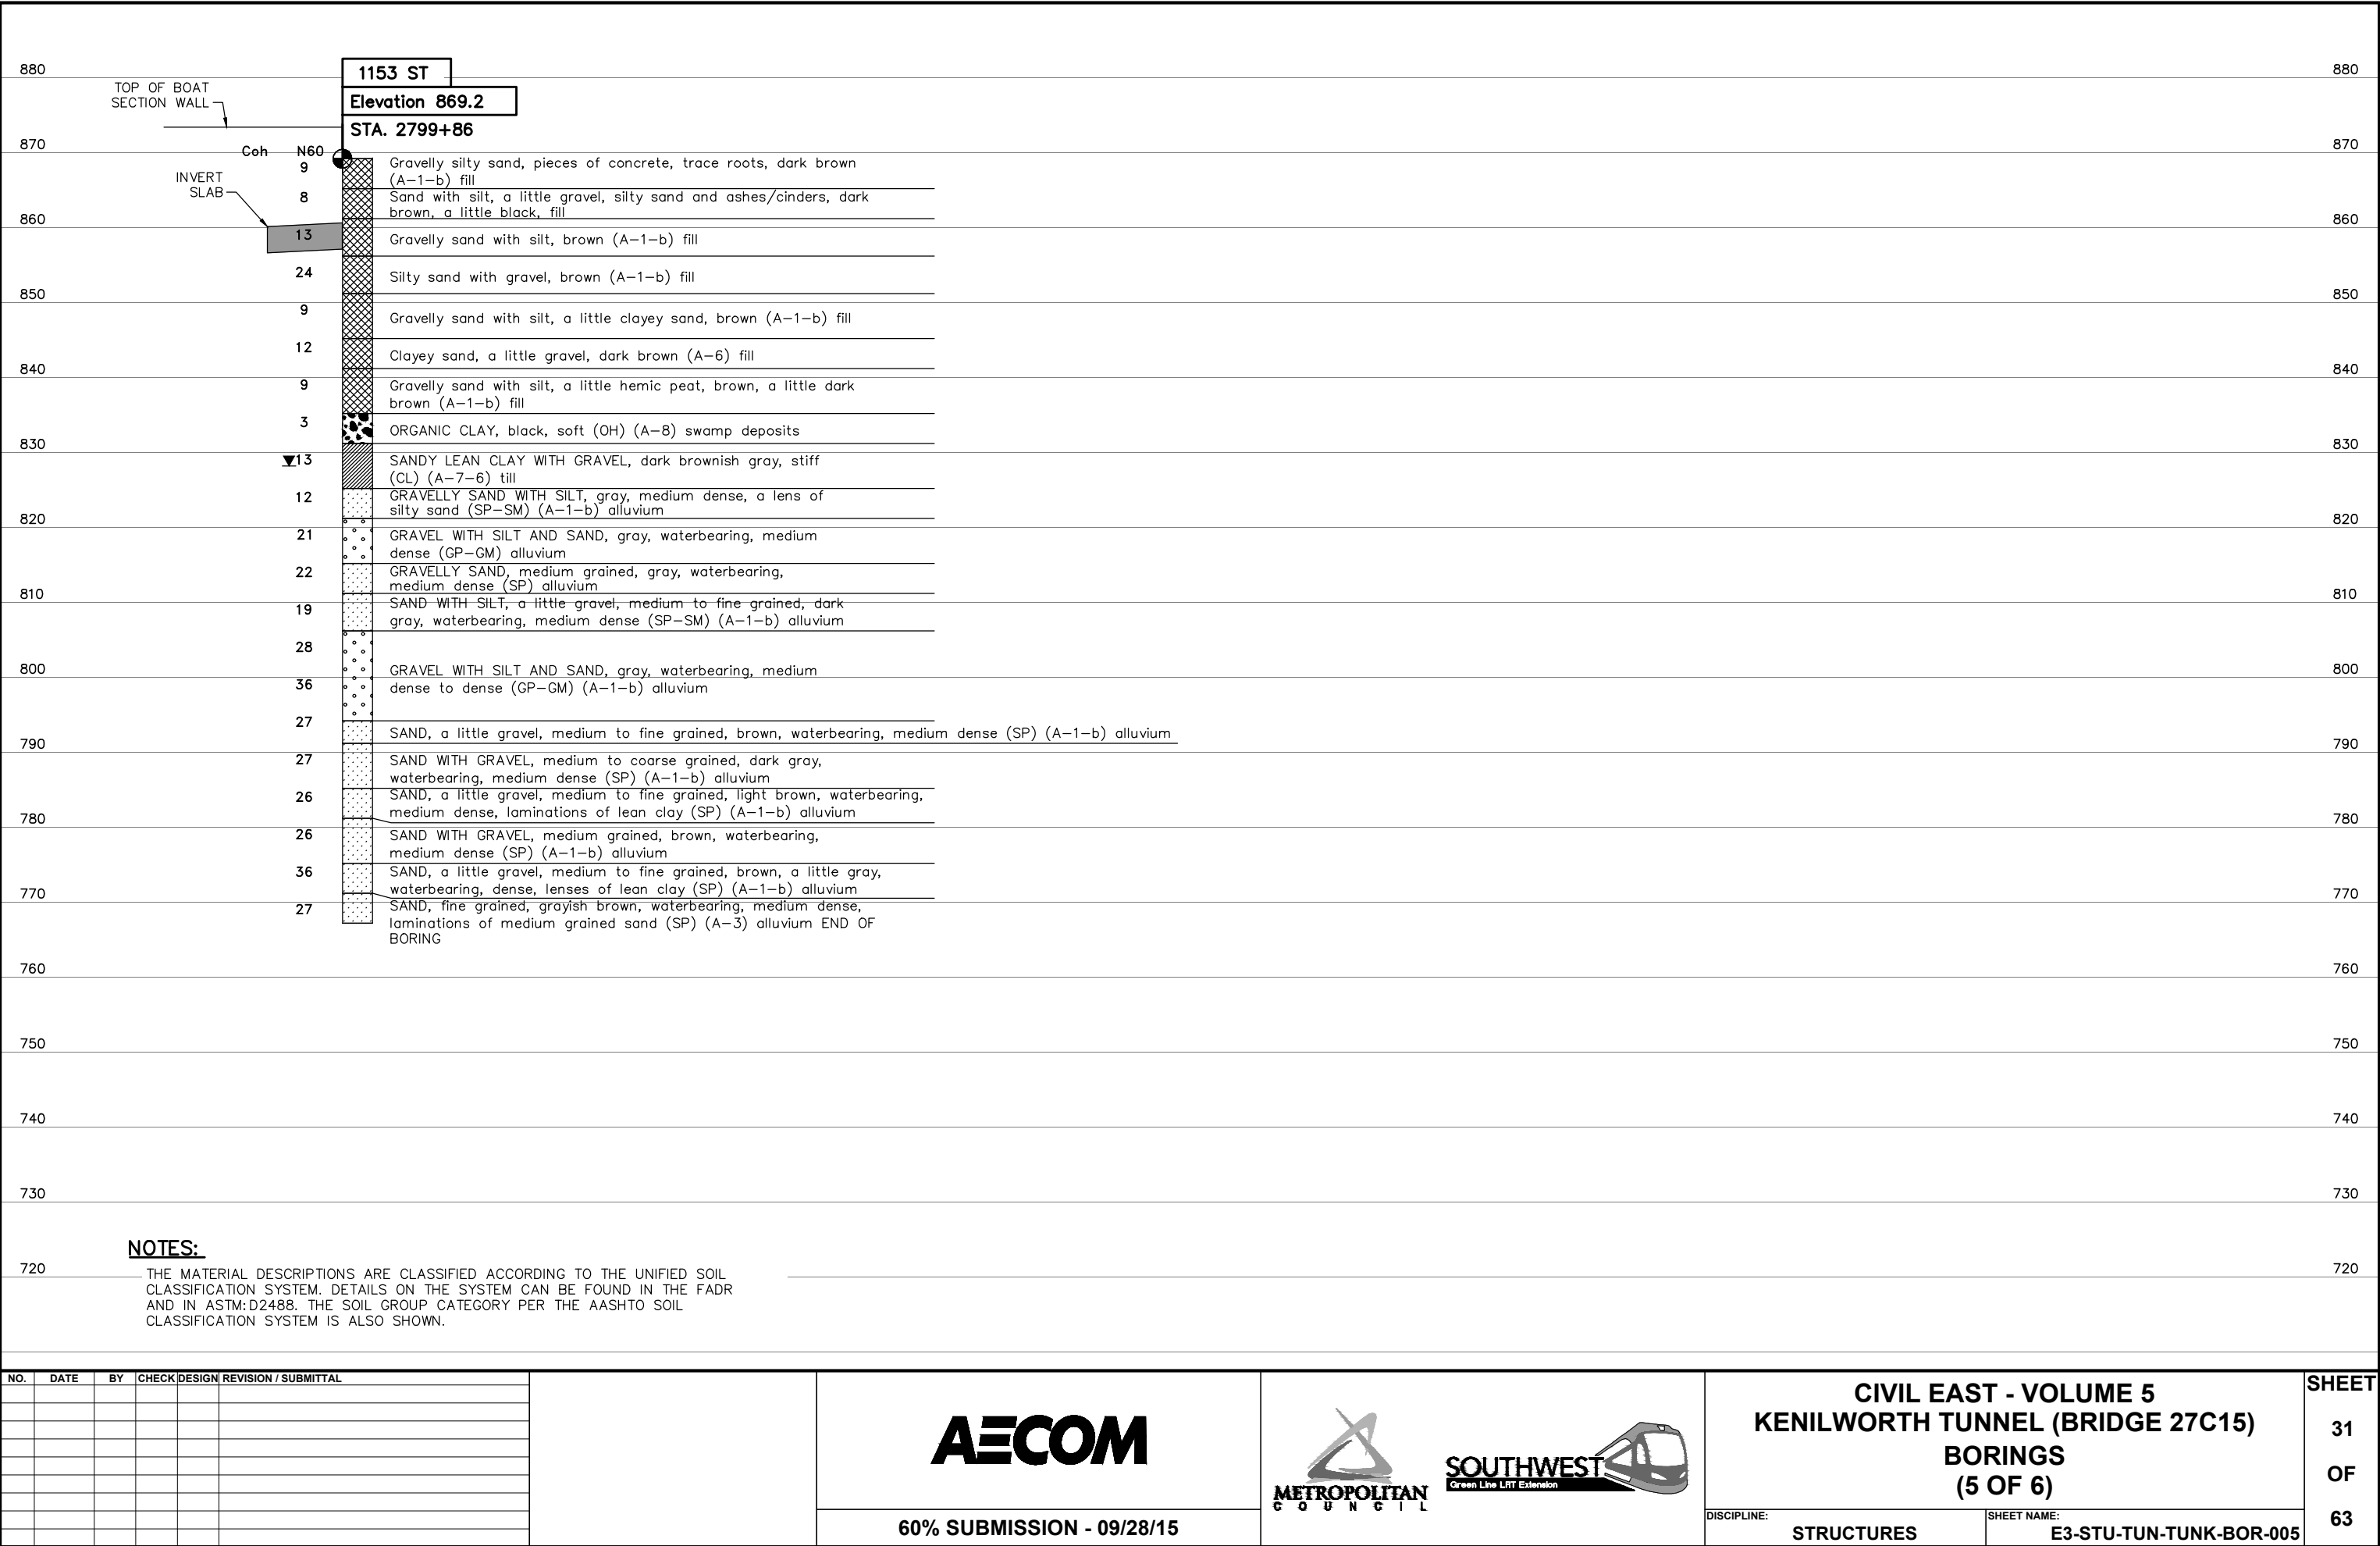 880
880
1153 ST
TOP OF BOAT
SECTION WALL
Elevation 869.2
STA. 2799+86
870
870
Coh N60
INVERT
SLAB
9
Gravelly silty sand, pieces of concrete, trace roots, dark brown
(A-1-b) fill
8
Sand with silt, a little gravel, silty sand and ashes/cinders, dark
brown, a little black, fill
860
860
13
Gravelly sand with silt, brown (A-1-b) fill
24
Silty sand with gravel, brown (A-1-b) fill
850
850
9
Gravelly sand with silt, a little clayey sand, brown (A-1-b) fill
12
Clayey sand, a little gravel, dark brown (A-6) fill
840
840
9
Gravelly sand with silt, a little hemic peat, brown, a little dark
brown (A-1-b) fill
3
ORGANIC CLAY, black, soft (OH) (A-8) swamp deposits
830
830
13
SANDY LEAN CLAY WITH GRAVEL, dark brownish gray, stiff
(CL) (A-7-6) till
12
GRAVELLY SAND WITH SILT, gray, medium dense, a lens of
silty sand (SP-SM) (A-1-b) alluvium
820
820
21
GRAVEL WITH SILT AND SAND, gray, waterbearing, medium
dense (GP-GM) alluvium
22
GRAVELLY SAND, medium grained, gray, waterbearing,
medium dense (SP) alluvium
810
810
19
SAND WITH SILT, a little gravel, medium to fine grained, dark
gray, waterbearing, medium dense (SP-SM) (A-1-b) alluvium
28
800
800
GRAVEL WITH SILT AND SAND, gray, waterbearing, medium
dense to dense (GP-GM) (A-1-b) alluvium
36
27
SAND, a little gravel, medium to fine grained, brown, waterbearing, medium dense (SP) (A-1-b) alluvium
790
790
27
SAND WITH GRAVEL, medium to coarse grained, dark gray,
waterbearing, medium dense (SP) (A-1-b) alluvium
26
SAND, a little gravel, medium to fine grained, light brown, waterbearing,
medium dense, laminations of lean clay (SP) (A-1-b) alluvium
780
780
26
SAND WITH GRAVEL, medium grained, brown, waterbearing,
medium dense (SP) (A-1-b) alluvium
36
SAND, a little gravel, medium to fine grained, brown, a little gray,
waterbearing, dense, lenses of lean clay (SP) (A-1-b) alluvium
770
770
27
SAND, fine grained, grayish brown, waterbearing, medium dense,
laminations of medium grained sand (SP) (A-3) alluvium END OF
BORING
760
760
750
750
740
740
730
730
720
720
NOTES:
THE MATERIAL DESCRIPTIONS ARE CLASSIFIED ACCORDING TO THE UNIFIED SOIL
CLASSIFICATION SYSTEM. DETAILS ON THE SYSTEM CAN BE FOUND IN THE FADR
AND IN ASTM:D2488. THE SOIL GROUP CATEGORY PER THE AASHTO SOIL
CLASSIFICATION SYSTEM IS ALSO SHOWN.
NO. DATE BY CHECK DESIGN REVISION / SUBMITTAL
AECOM
60% SUBMISSION - 09/28/15
METROPOLITAN
COUNCIL
SOUTHWEST
Green Line LRT Extension
CIVIL EAST - VOLUME 5
KENILWORTH TUNNEL (BRIDGE 27C15)
BORINGS
(5 OF 6)
DISCIPLINE:
STRUCTURES
SHEET NAME:
E3-STU-TUN-TUNK-BOR-005
SHEET
31
OF
63